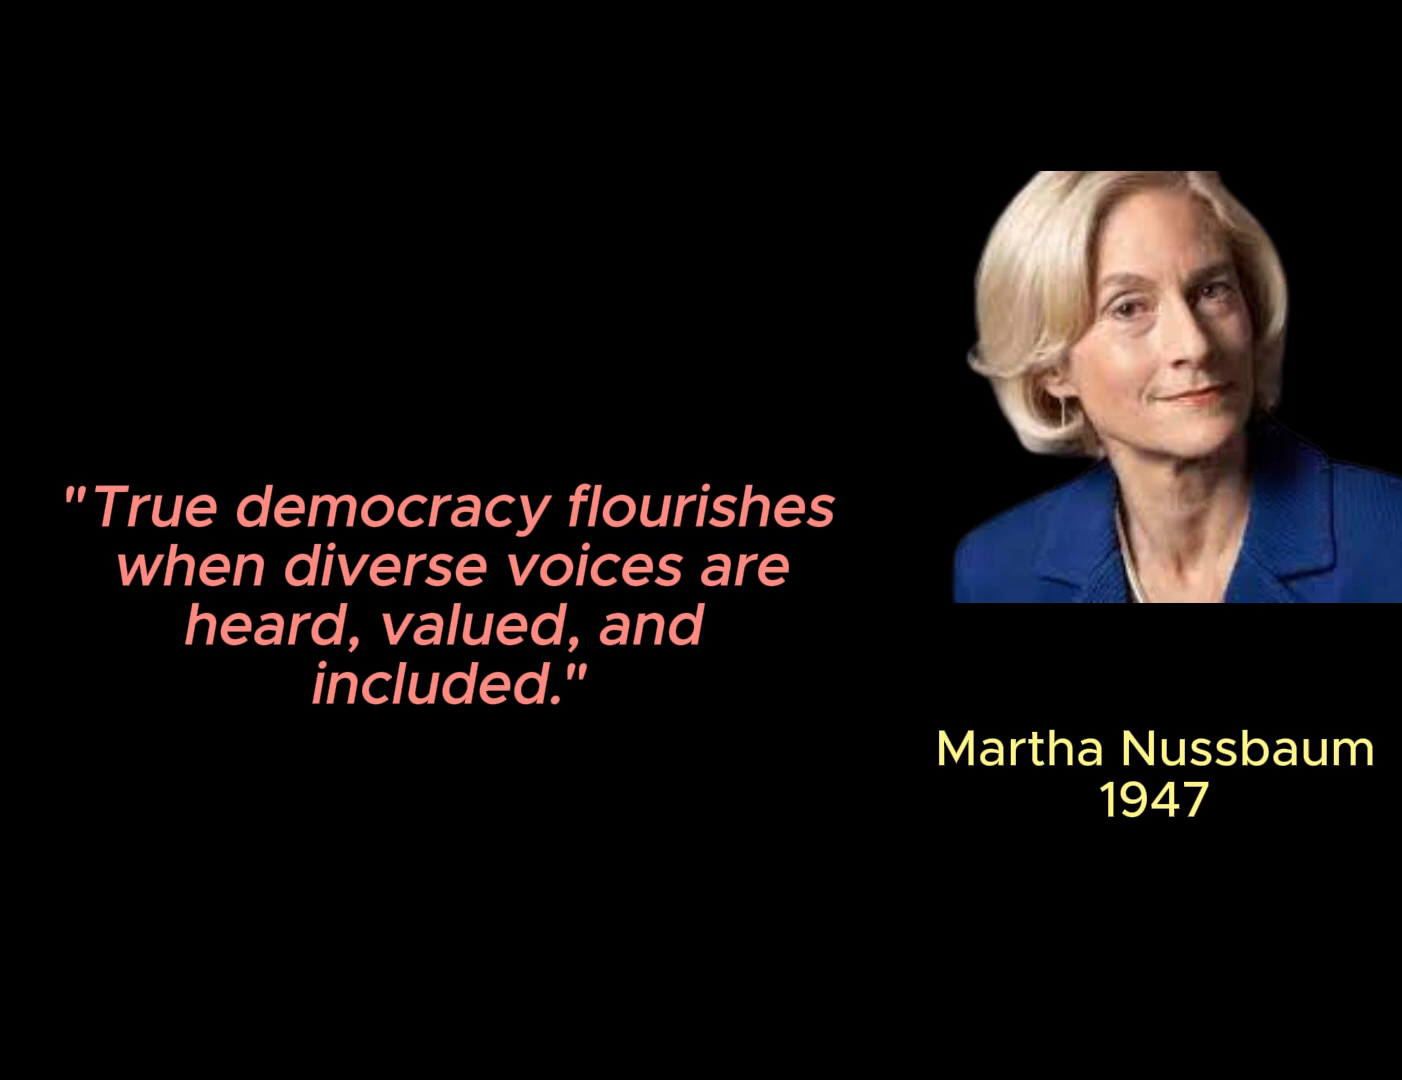 "True democracy flourishes
when diverse voices are
heard, valued, and
included."
Martha Nussbaum
1947